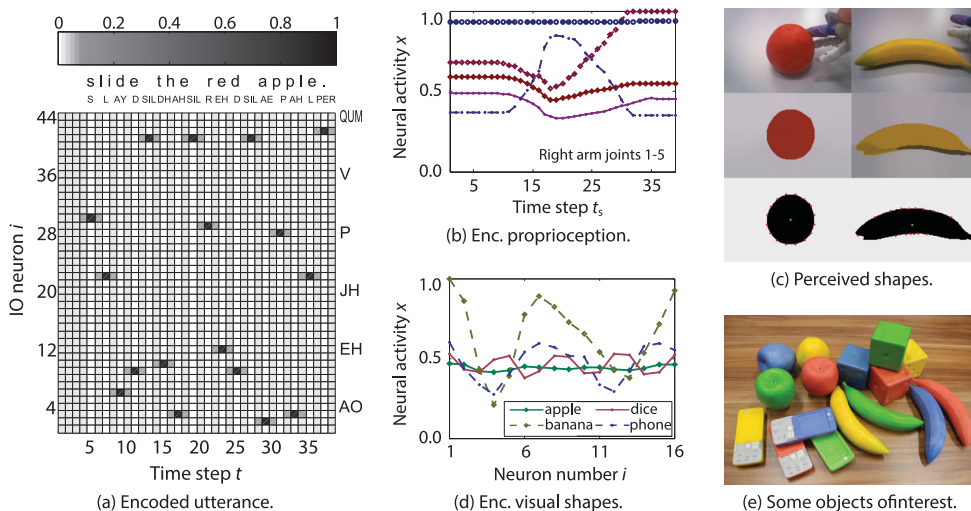 0 0.2 0.4 0.6 0.8 1
slide the red apple.
S L AY D SIL DH AH SIL R EH D SIL AE P AH L PER
44
36
28
20
12
4
IO neuron i
QUM
V
P
JH
EH
AO
5 10 15 20 25 30 35
Time step t
(a) Encoded utterance.
1.0
0.5
0.0
Neural activity x
Right arm joints 1-5
5 15 25 35
Time step ts
(b) Enc. proprioception.
(c) Perceived shapes.
1.0
0.5
0.0
Neural activity x
apple dice
banana phone
1 6 11 16
Neuron number i
(d) Enc. visual shapes.
(e) Some objects ofinterest.